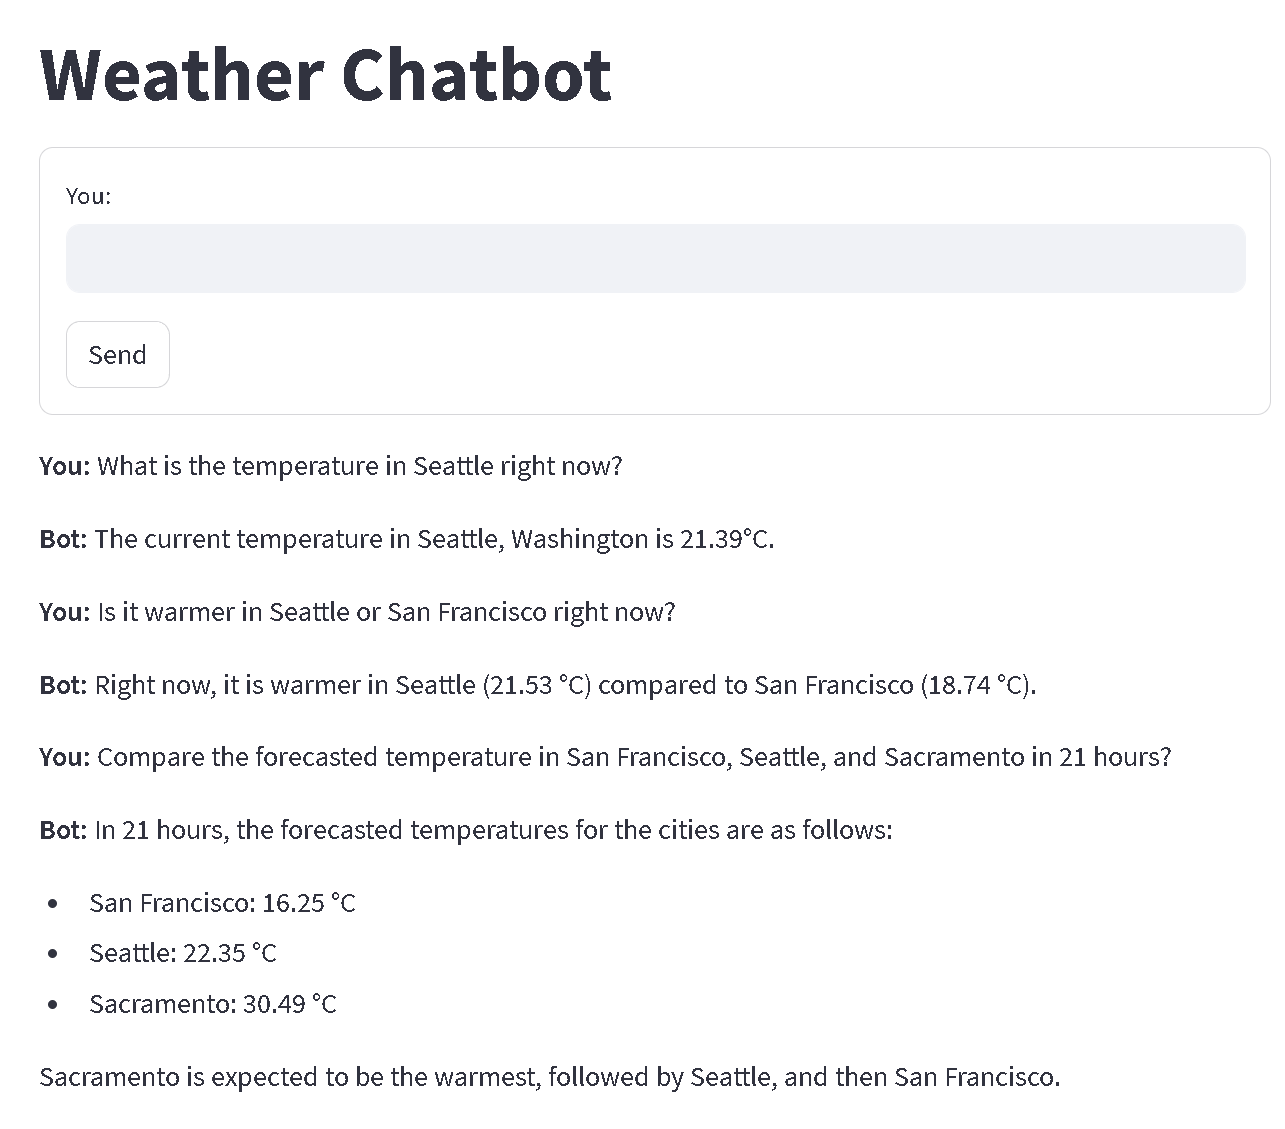 Weather Chatbot
You:
Send
You: What is the temperature in Seattle right now?
Bot: The current temperature in Seattle, Washington is 21.39°C.
You: Is it warmer in Seattle or San Francisco right now?
Bot: Right now, it is warmer in Seattle (21.53 °C) compared to San Francisco (18.74 °C).
You: Compare the forecasted temperature in San Francisco, Seattle, and Sacramento in 21 hours?
Bot: In 21 hours, the forecasted temperatures for the cities are as follows:
• San Francisco: 16.25 °C
• Seattle: 22.35 °C
• Sacramento: 30.49 °C
Sacramento is expected to be the warmest, followed by Seattle, and then San Francisco.